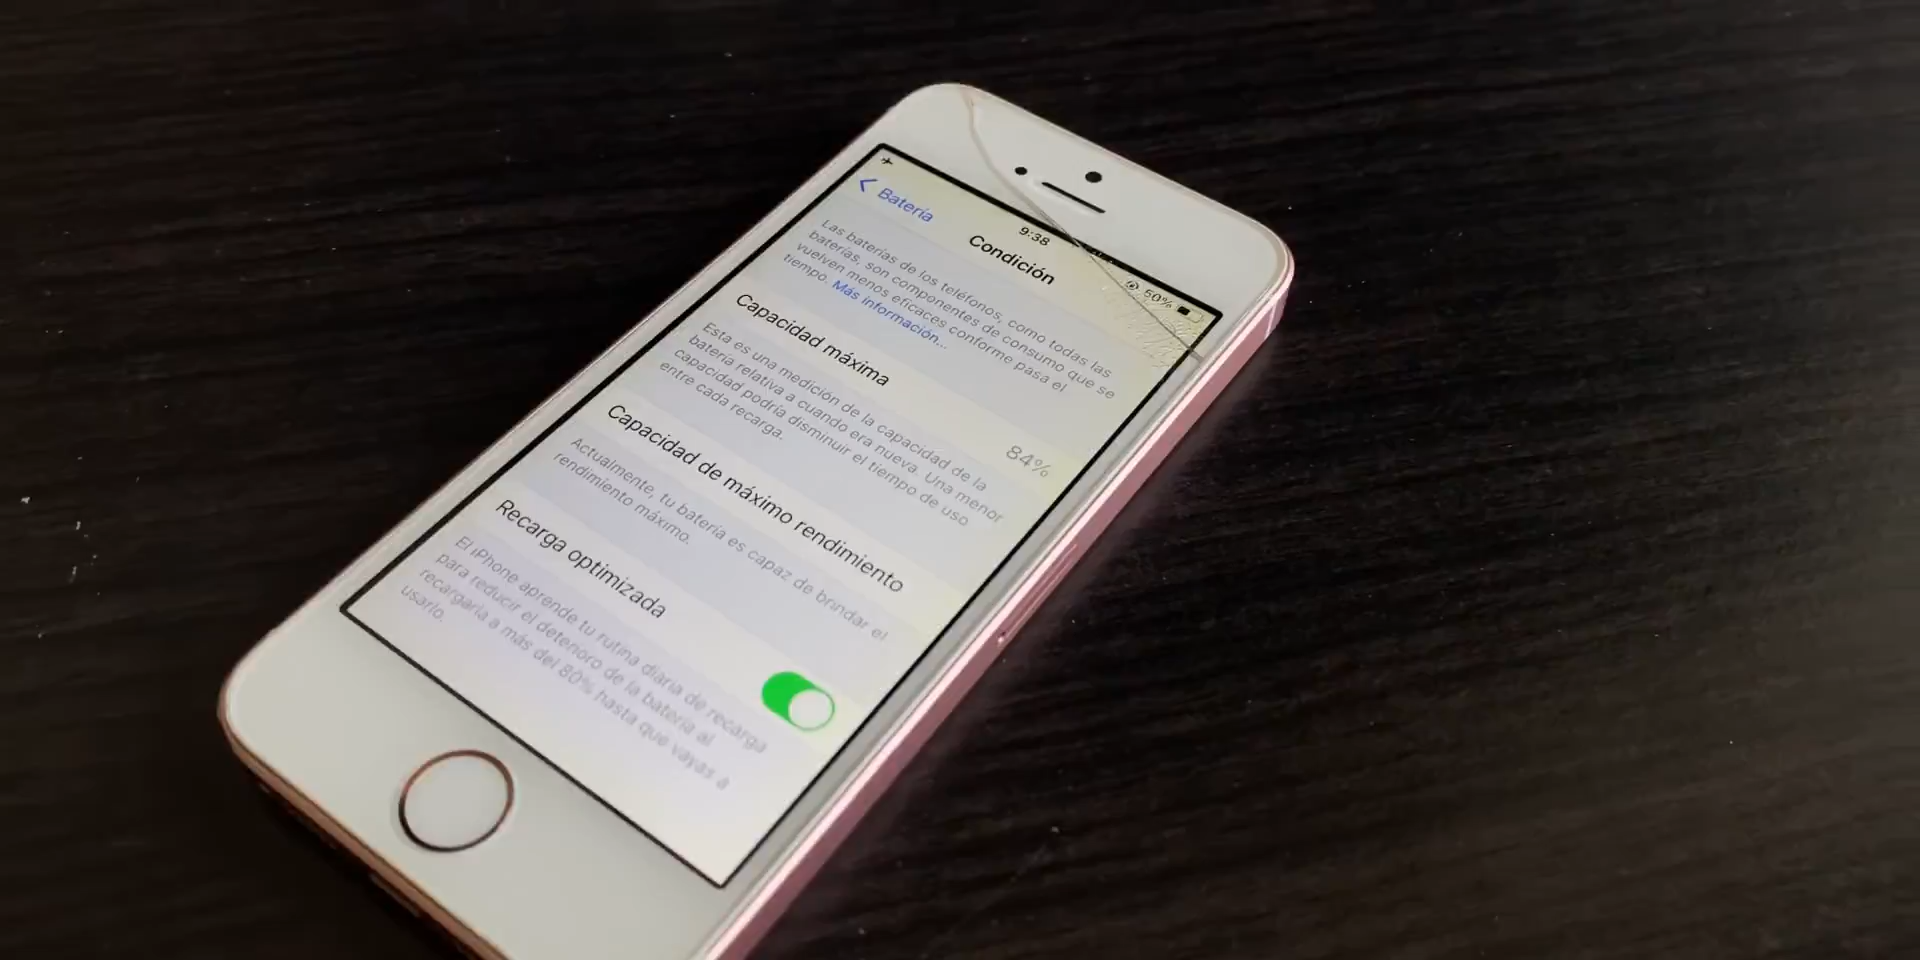 9:38
50%
Batería
Condición
Las baterías de los teléfonos, como todas las
baterías, son componentes de consumo que se
vuelven menos eficaces conforme pasa el
tiempo. Más información...
Capacidad máxima
84%
Esta es una medición de la capacidad de la
batería relativa a cuando era nueva. Una menor
capacidad podría disminuir el tiempo de uso
entre cada recarga.
Capacidad de máximo rendimiento
Actualmente, tu batería es capaz de brindar el
rendimiento máximo.
Recarga optimizada
El iPhone aprende tu rutina diaria de recarga
para reducir el deterioro de la batería al
recargarla a más del 80% hasta que vayas a
usarlo.